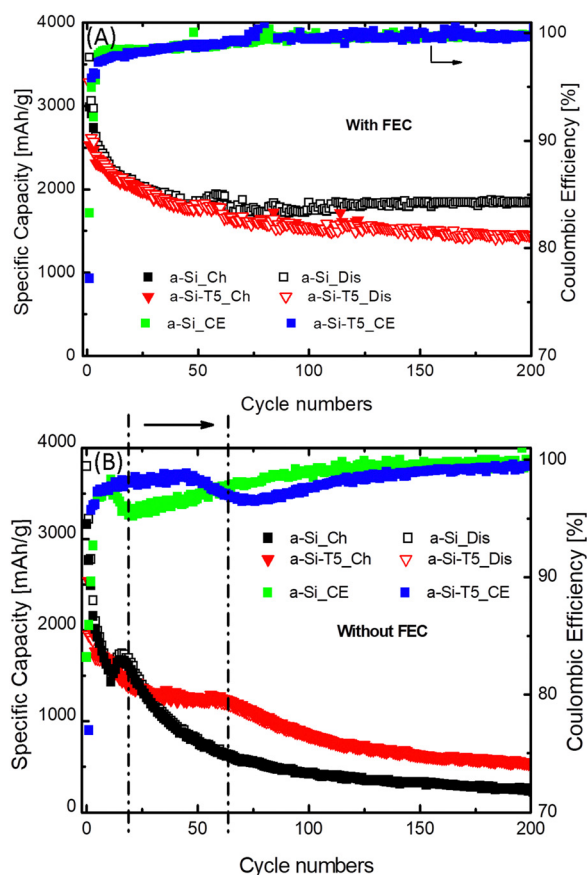 (A)
4000
3000
2000
1000
0
Specific Capacity [mAh/g]
100
90
80
70
Coulombic Efficiency [%]
With FEC
a-Si_Ch a-Si_Dis
a-Si-T5_Ch a-Si-T5_Dis
a-Si_CE a-Si-T5_CE
0 50 100 150 200
Cycle numbers
(B)
4000
3000
2000
1000
0
Specific Capacity [mAh/g]
100
90
80
70
Coulombic Efficiency [%]
a-Si_Ch a-Si_Dis
a-Si-T5_Ch a-Si-T5_Dis
a-Si_CE a-Si-T5_CE
Without FEC
0 50 100 150 200
Cycle numbers